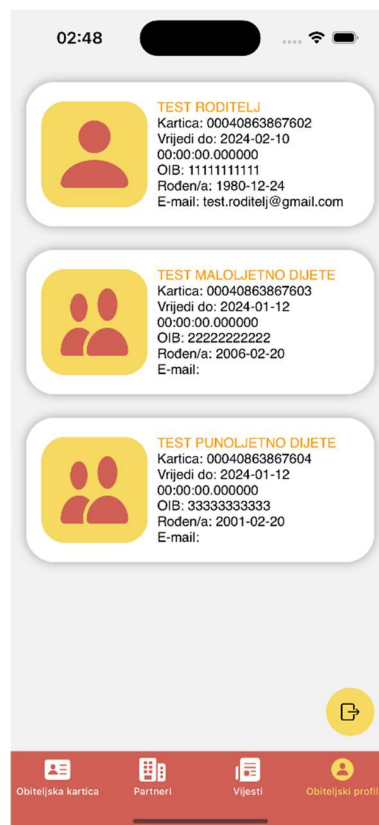 02:48
TEST RODITELJ
Kartica: 00040863867602
Vrijedi do: 2024-02-10
00:00:00.000000
OIB: 11111111111
Rođen/a: 1980-12-24
E-mail: test.roditelj@gmail.com
TEST MALOLJETNO DIJETE
Kartica: 00040863867603
Vrijedi do: 2024-01-12
00:00:00.000000
OIB: 22222222222
Rođen/a: 2006-02-20
E-mail:
TEST PUNOLJETNO DIJETE
Kartica: 00040863867604
Vrijedi do: 2024-01-12
00:00:00.000000
OIB: 33333333333
Rođen/a: 2001-02-20
E-mail:
Obiteljska kartica Partneri Vijesti Obiteljski profil